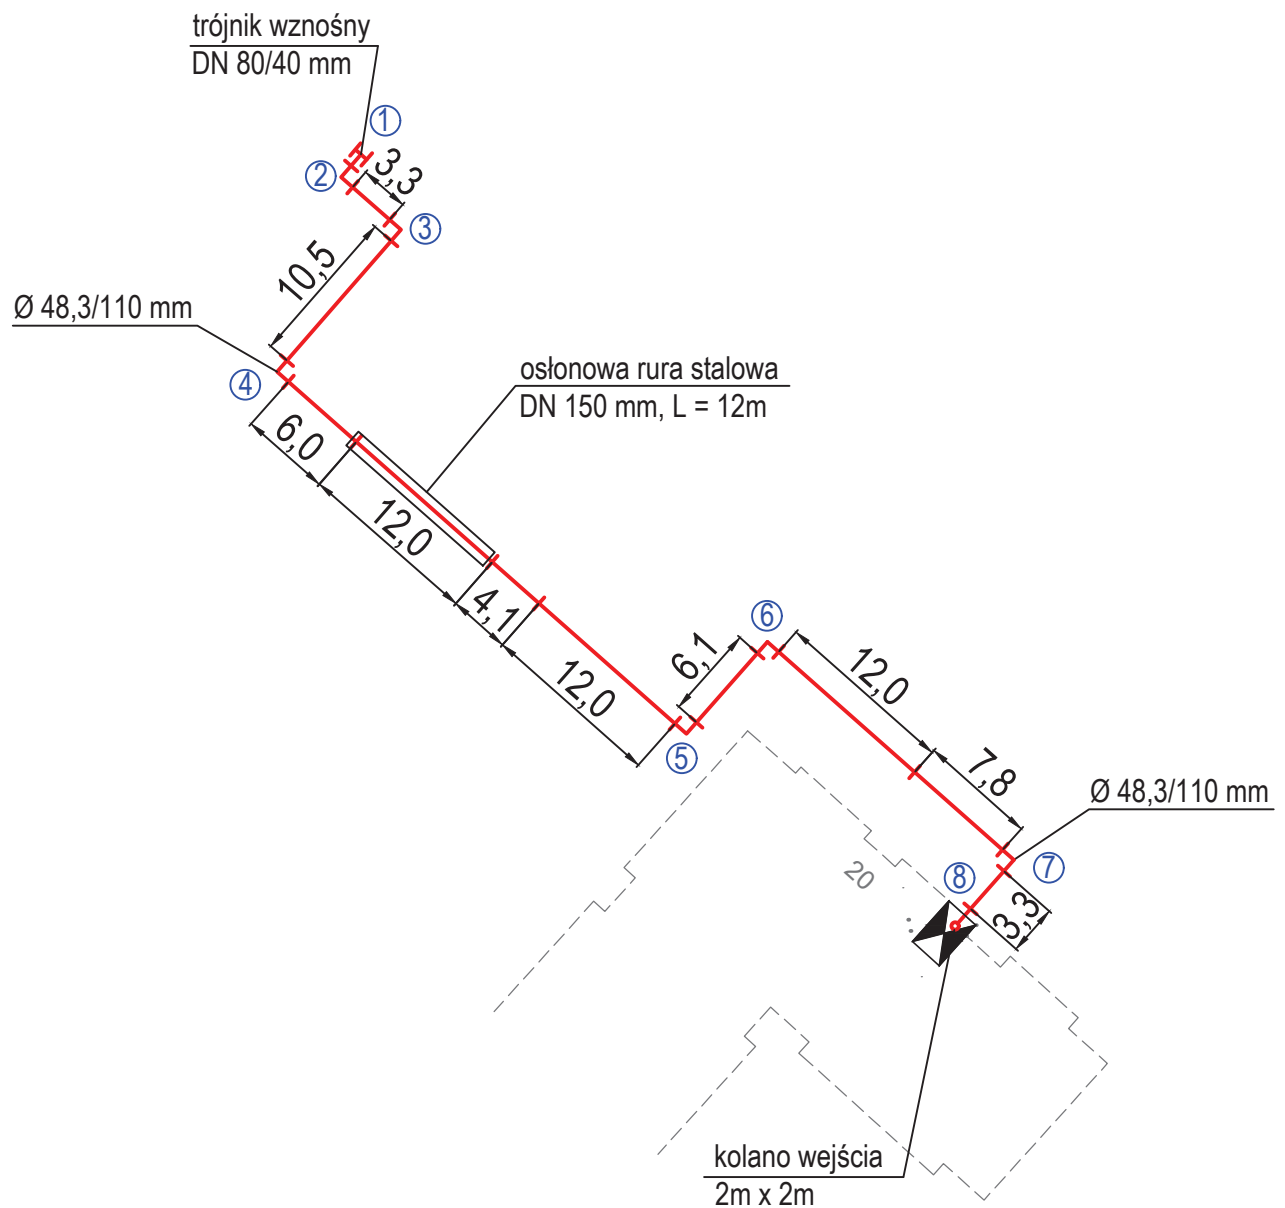 trójnik wznośny
DN 80/40 mm
1
2
3,3
3
10,5
Ø 48,3/110 mm
4
osłonowa rura stalowa
DN 150 mm, L = 12m
6,0
12,0
4,1
12,0
5
6,1
6
12,0
7,8
Ø 48,3/110 mm
7
8
3,3
20
kolano wejścia
2m x 2m